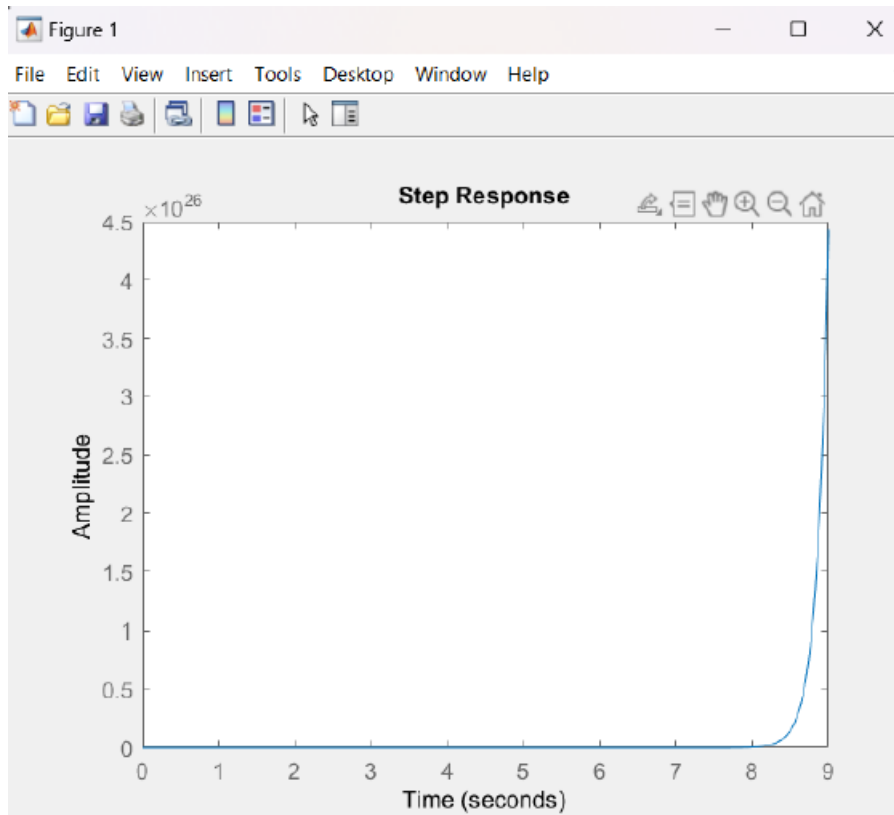 Figure 1
File Edit View Insert Tools Desktop Window Help
Step Response
×10^26
4.5
4
3.5
3
2.5
2
1.5
1
0.5
0
Amplitude
0 1 2 3 4 5 6 7 8 9
Time (seconds)